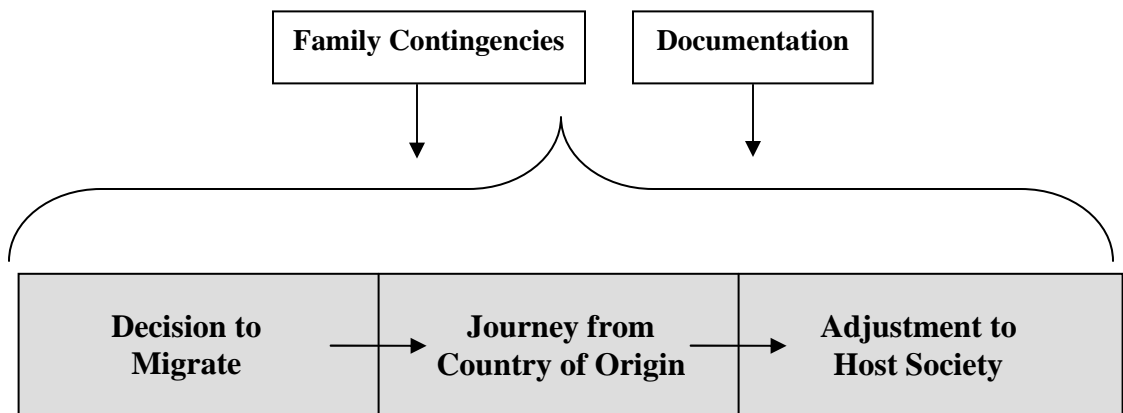 Family Contingencies
Documentation
Decision to
Migrate
Journey from
Country of Origin
Adjustment to
Host Society